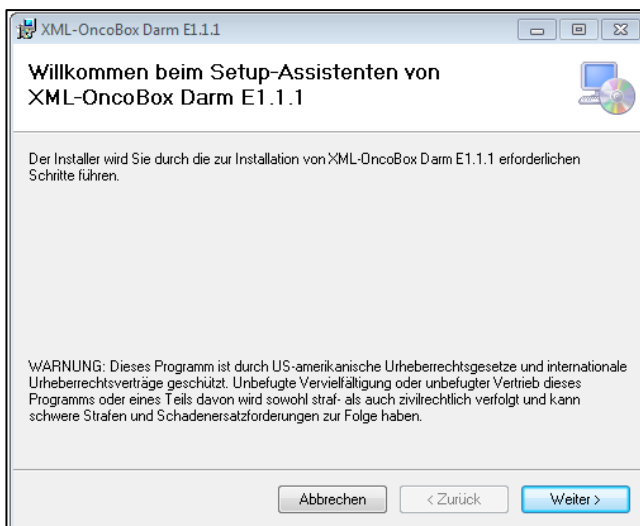 XML-OncoBox Darm E1.1.1
Willkommen beim Setup-Assistenten von
XML-OncoBox Darm E1.1.1
Der Installer wird Sie durch die zur Installation von XML-OncoBox Darm E1.1.1 erforderlichen
Schritte führen.
WARNUNG: Dieses Programm ist durch US-amerikanische Urheberrechtsgesetze und internationale
Urheberrechtsverträge geschützt. Unbefugte Vervielfältigung oder unbefugter Vertrieb dieses
Programms oder eines Teils davon wird sowohl straf- als auch zivilrechtlich verfolgt und kann
schwere Strafen und Schadenersatzforderungen zur Folge haben.
Abbrechen < Zurück Weiter >